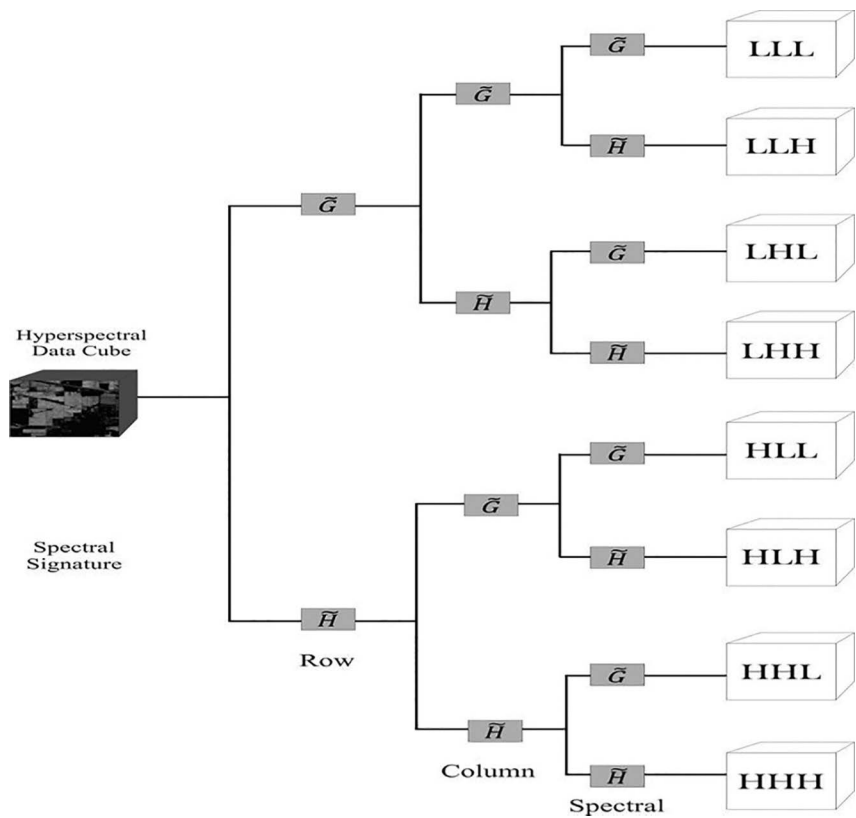 G̃
LLL
G̃
H̃
LLH
G̃
G̃
LHL
H̃
H̃
LHH
Hyperspectral
Data Cube
G̃
HLL
G̃
Spectral
Signature
H̃
HLH
H̃
Row
G̃
HHL
H̃
Column
H̃
HHH
Spectral